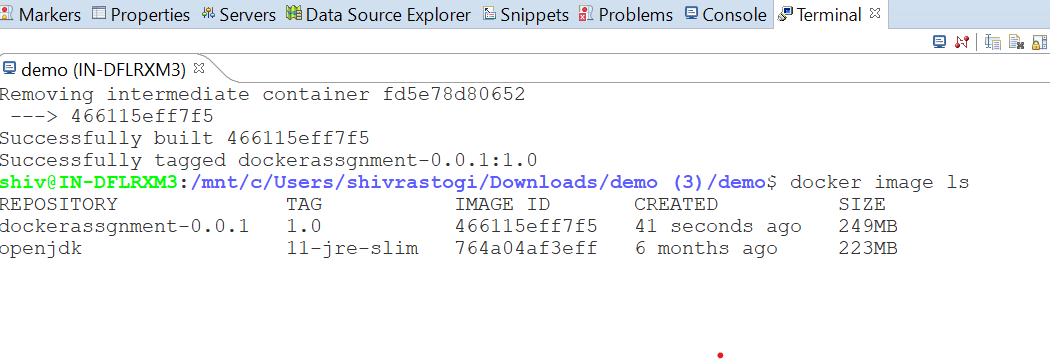 Markers Properties Servers Data Source Explorer Snippets Problems Console Terminal
demo (IN-DFLRXM3)
Removing intermediate container fd5e78d80652
 ---> 466115eff7f5
Successfully built 466115eff7f5
Successfully tagged dockerassgnment-0.0.1:1.0
shiv@IN-DFLRXM3:/mnt/c/Users/shivrastogi/Downloads/demo (3)/demo$ docker image ls
REPOSITORY TAG IMAGE ID CREATED SIZE
dockerassgnment-0.0.1 1.0 466115eff7f5 41 seconds ago 249MB
openjdk 11-jre-slim 764a04af3eff 6 months ago 223MB